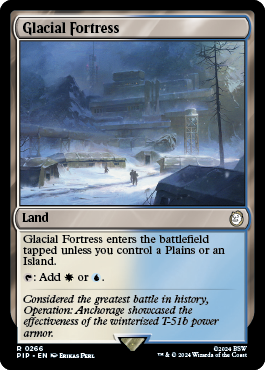 Glacial Fortress
Land
Glacial Fortress enters the battlefield
tapped unless you control a Plains or an
Island.
: Add or .
Considered the greatest battle in history,
Operation: Anchorage showcased the
effectiveness of the winterized T-51b power
armor.
R 0266
©2024 BSW
PIP • EN Erikas Perl
™ & © 2024 Wizards of the Coast